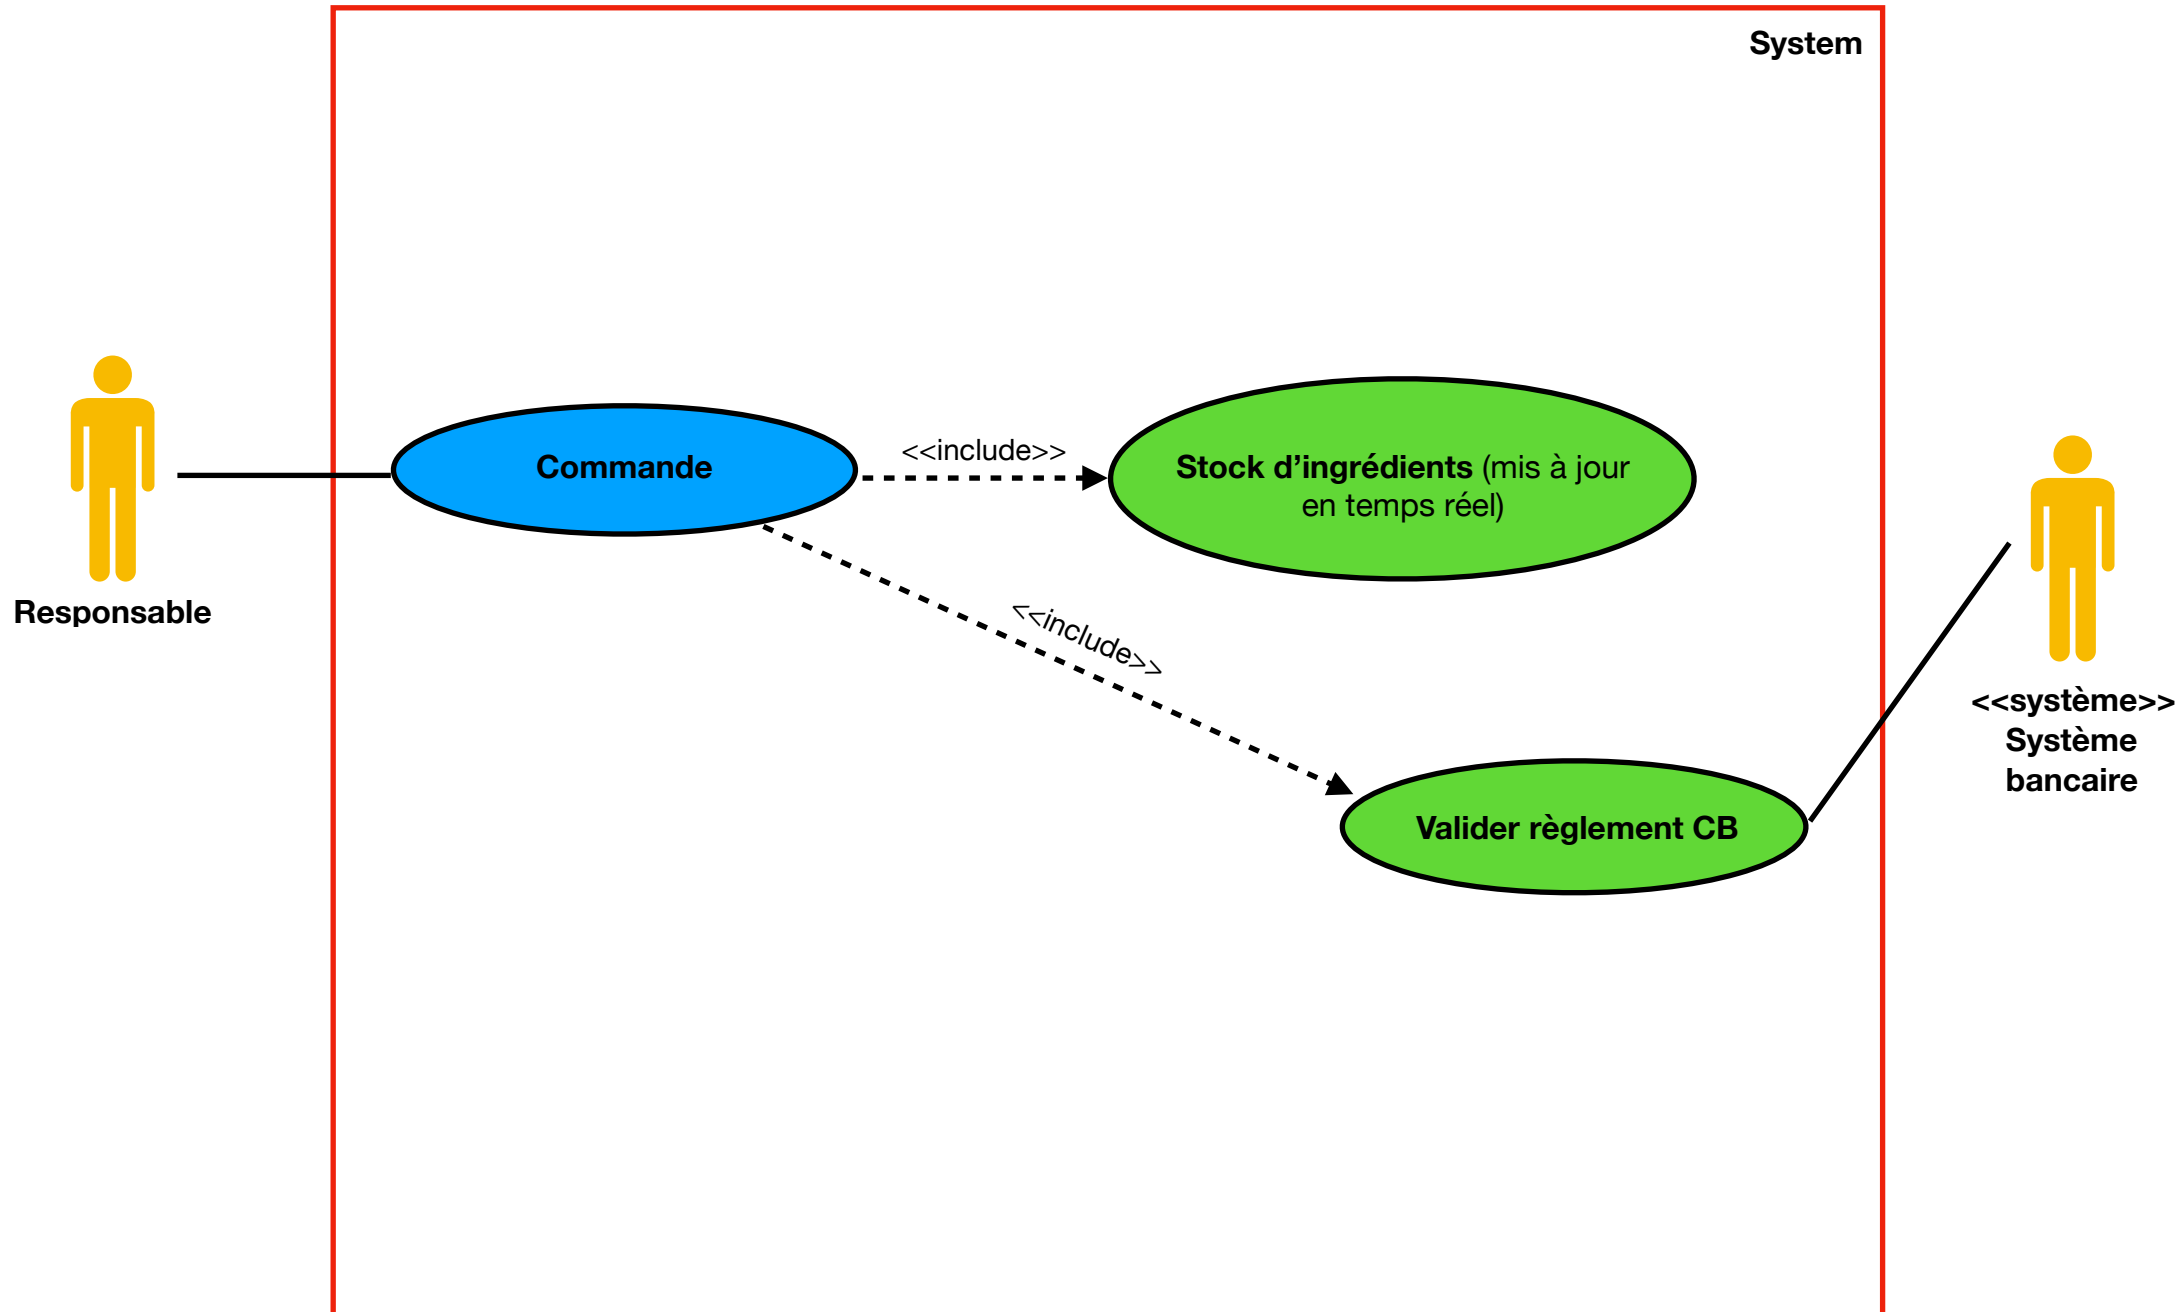 System
Responsable
Commande
<<include>>
Stock d’ingrédients (mis à jour
en temps réel)
<<include>>
Valider règlement CB
<<système>>
Système
bancaire